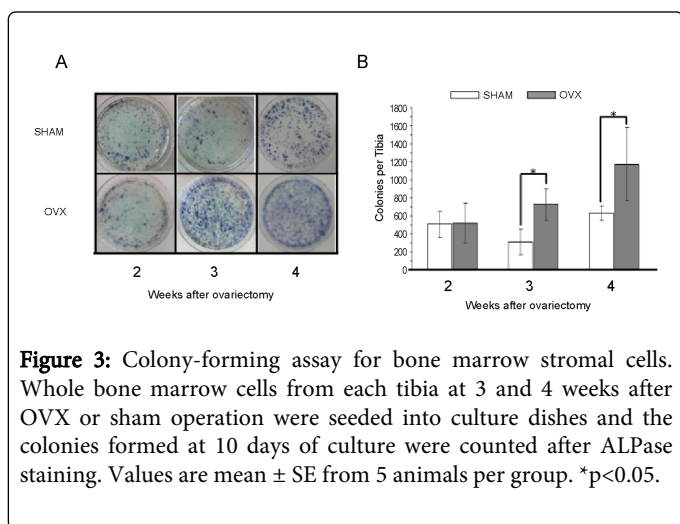 A
B
SHAM
OVX
2
3
4
Weeks after ovariectomy
SHAM
OVX
Colonies per Tibia
1800
1600
1400
1200
1000
800
600
400
200
0
*
*
2
3
4
Weeks after ovariectomy
Figure 3: Colony-forming assay for bone marrow stromal cells.
Whole bone marrow cells from each tibia at 3 and 4 weeks after
OVX or sham operation were seeded into culture dishes and the
colonies formed at 10 days of culture were counted after ALPase
staining. Values are mean ± SE from 5 animals per group. *p<0.05.